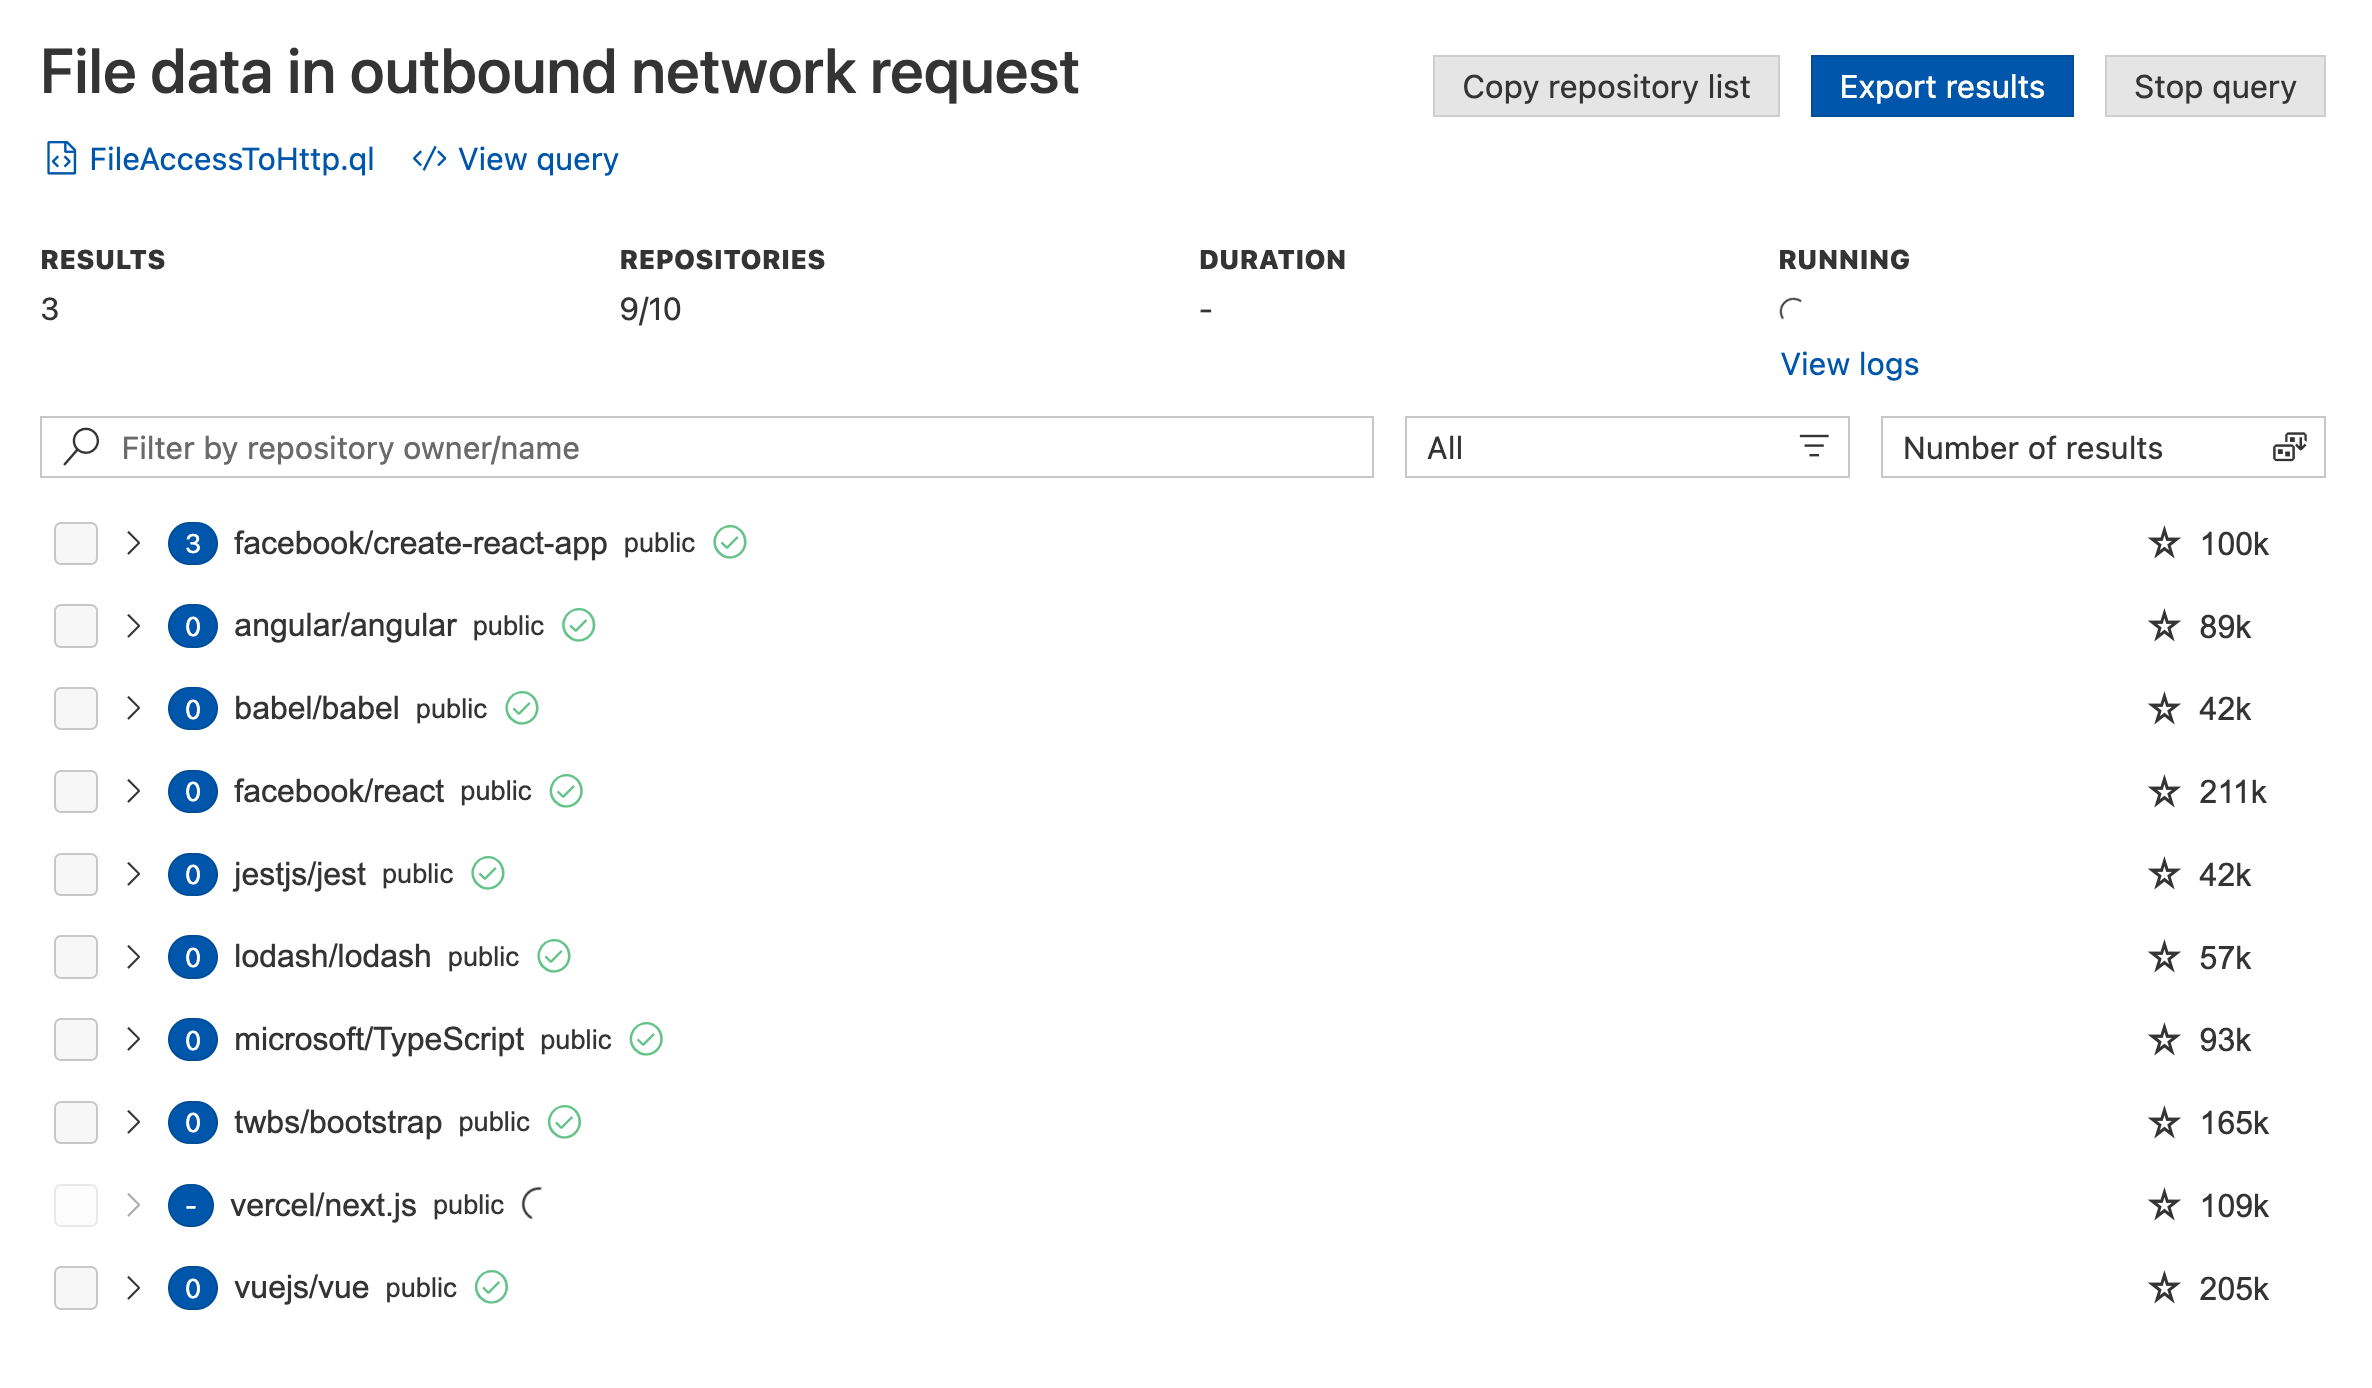 File data in outbound network request
Copy repository list
Export results
Stop query
FileAccessToHttp.ql
View query
RESULTS
REPOSITORIES
DURATION
RUNNING
3
9/10
-
View logs
Filter by repository owner/name
All
Number of results
3 facebook/create-react-app public 100k
0 angular/angular public 89k
0 babel/babel public 42k
0 facebook/react public 211k
0 jestjs/jest public 42k
0 lodash/lodash public 57k
0 microsoft/TypeScript public 93k
0 twbs/bootstrap public 165k
- vercel/next.js public 109k
0 vuejs/vue public 205k